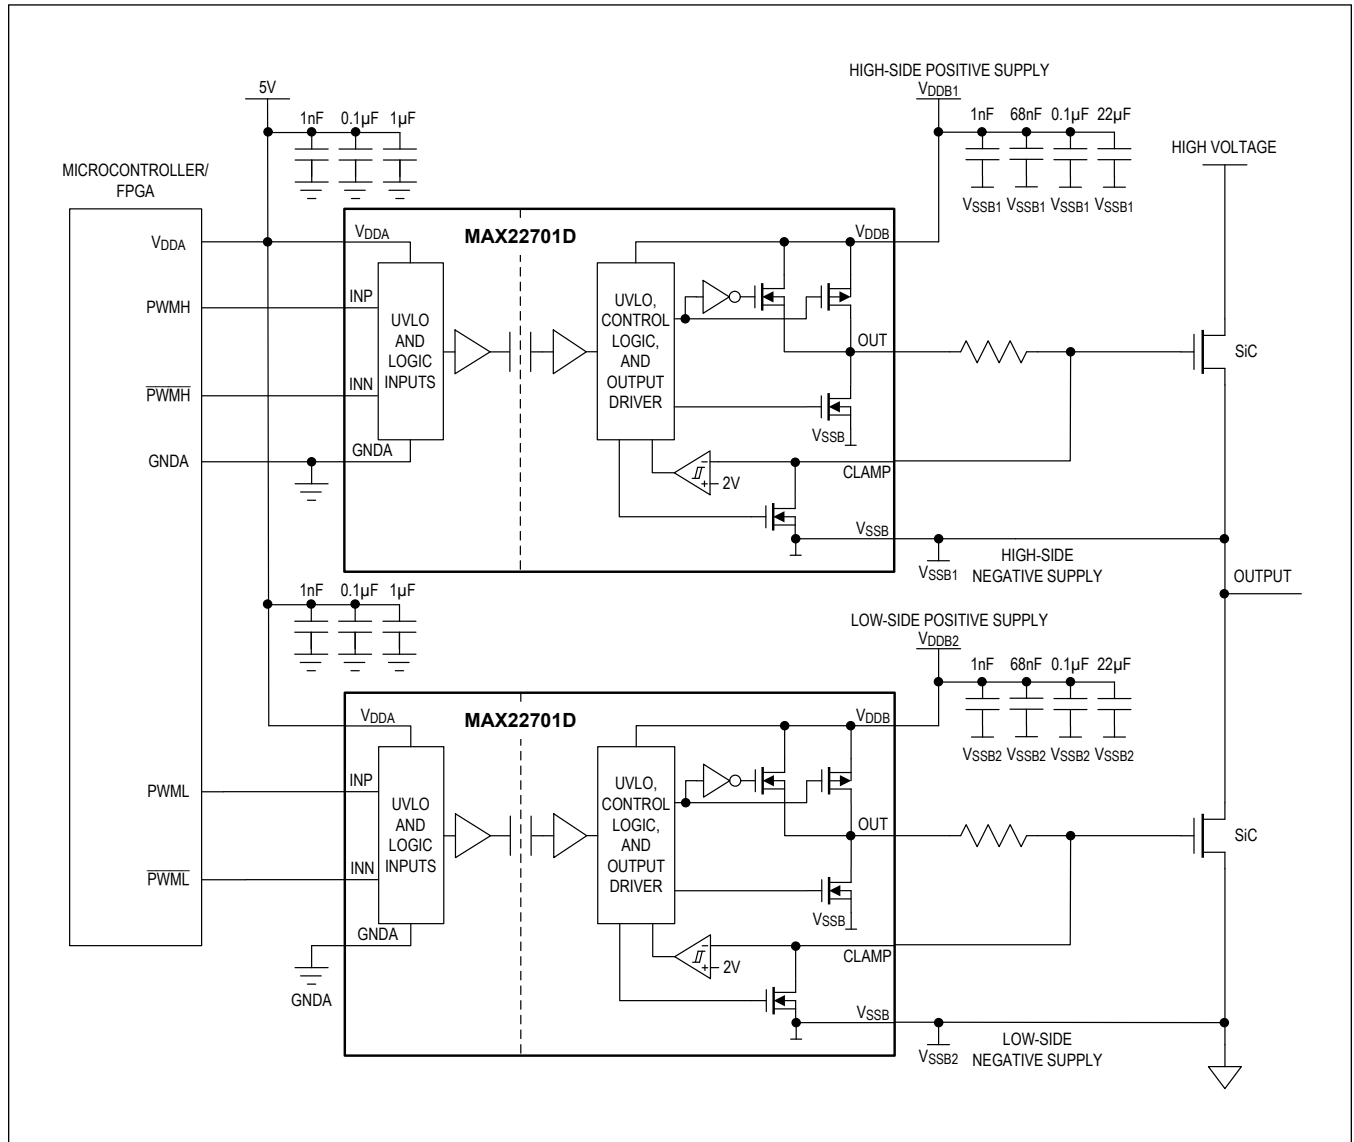 HIGH-SIDE POSITIVE SUPPLY
VDDB1
5V
1nF 0.1µF 1µF
1nF 68nF 0.1µF 22µF
VSSB1 VSSB1 VSSB1 VSSB1
HIGH VOLTAGE
MICROCONTROLLER/
FPGA
VDDA
PWMH
P̅W̅M̅H̅
GNDA
VDDA
MAX22701D
VDDB
INP
INN
GNDA
UVLO
AND
LOGIC
INPUTS
UVLO,
CONTROL
LOGIC,
AND
OUTPUT
DRIVER
OUT
SiC
VSSB
CLAMP
2V
VSSB
VSSB1
HIGH-SIDE
NEGATIVE SUPPLY
OUTPUT
1nF 0.1µF 1µF
LOW-SIDE POSITIVE SUPPLY
VDDB2
1nF 68nF 0.1µF 22µF
VSSB2 VSSB2 VSSB2 VSSB2
PWML
P̅W̅M̅L̅
VDDA
MAX22701D
VDDB
INP
INN
GNDA
GNDA
UVLO
AND
LOGIC
INPUTS
UVLO,
CONTROL
LOGIC,
AND
OUTPUT
DRIVER
OUT
SiC
VSSB
CLAMP
2V
VSSB
VSSB2
LOW-SIDE
NEGATIVE SUPPLY